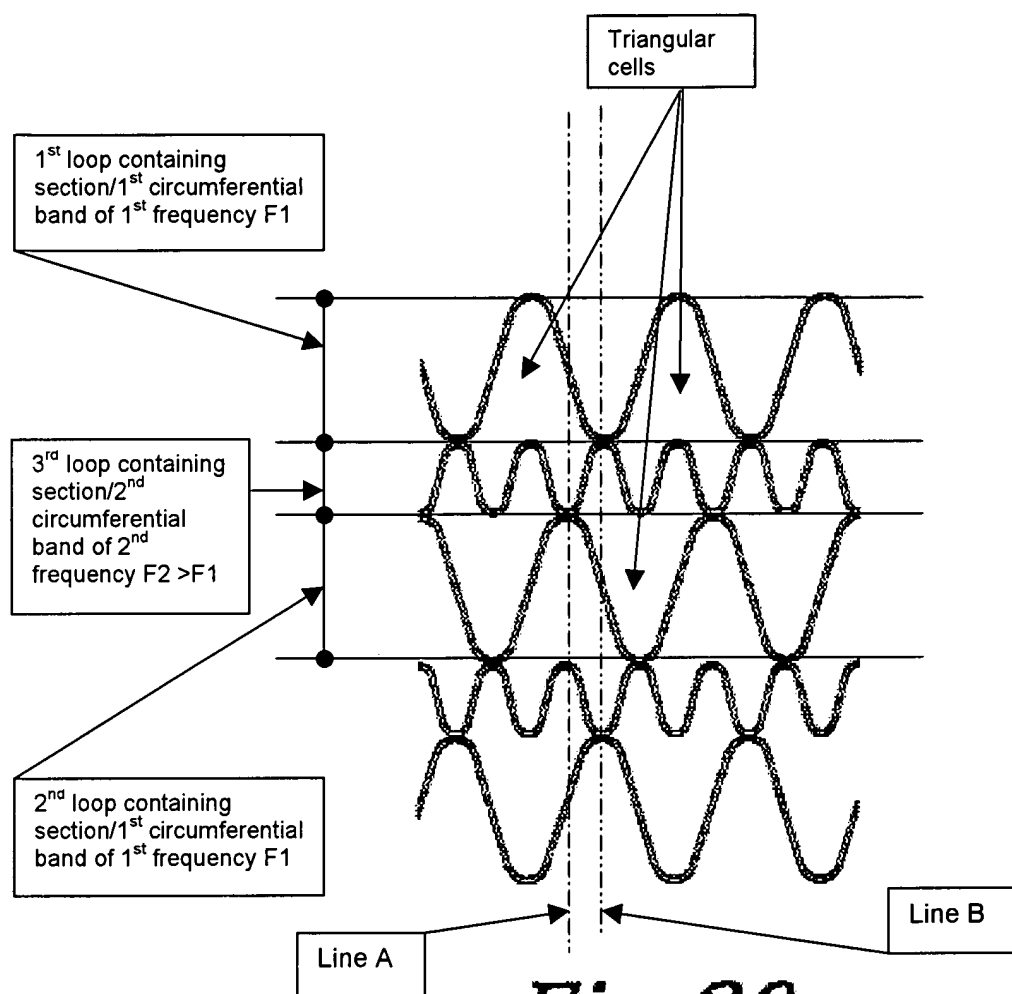 Triangular
cells
1st loop containing
section/1st circumferential
band of 1st frequency F1
3rd loop containing
section/2nd
circumferential
band of 2nd
frequency F2 >F1
2nd loop containing
section/1st circumferential
band of 1st frequency F1
Line B
Line A